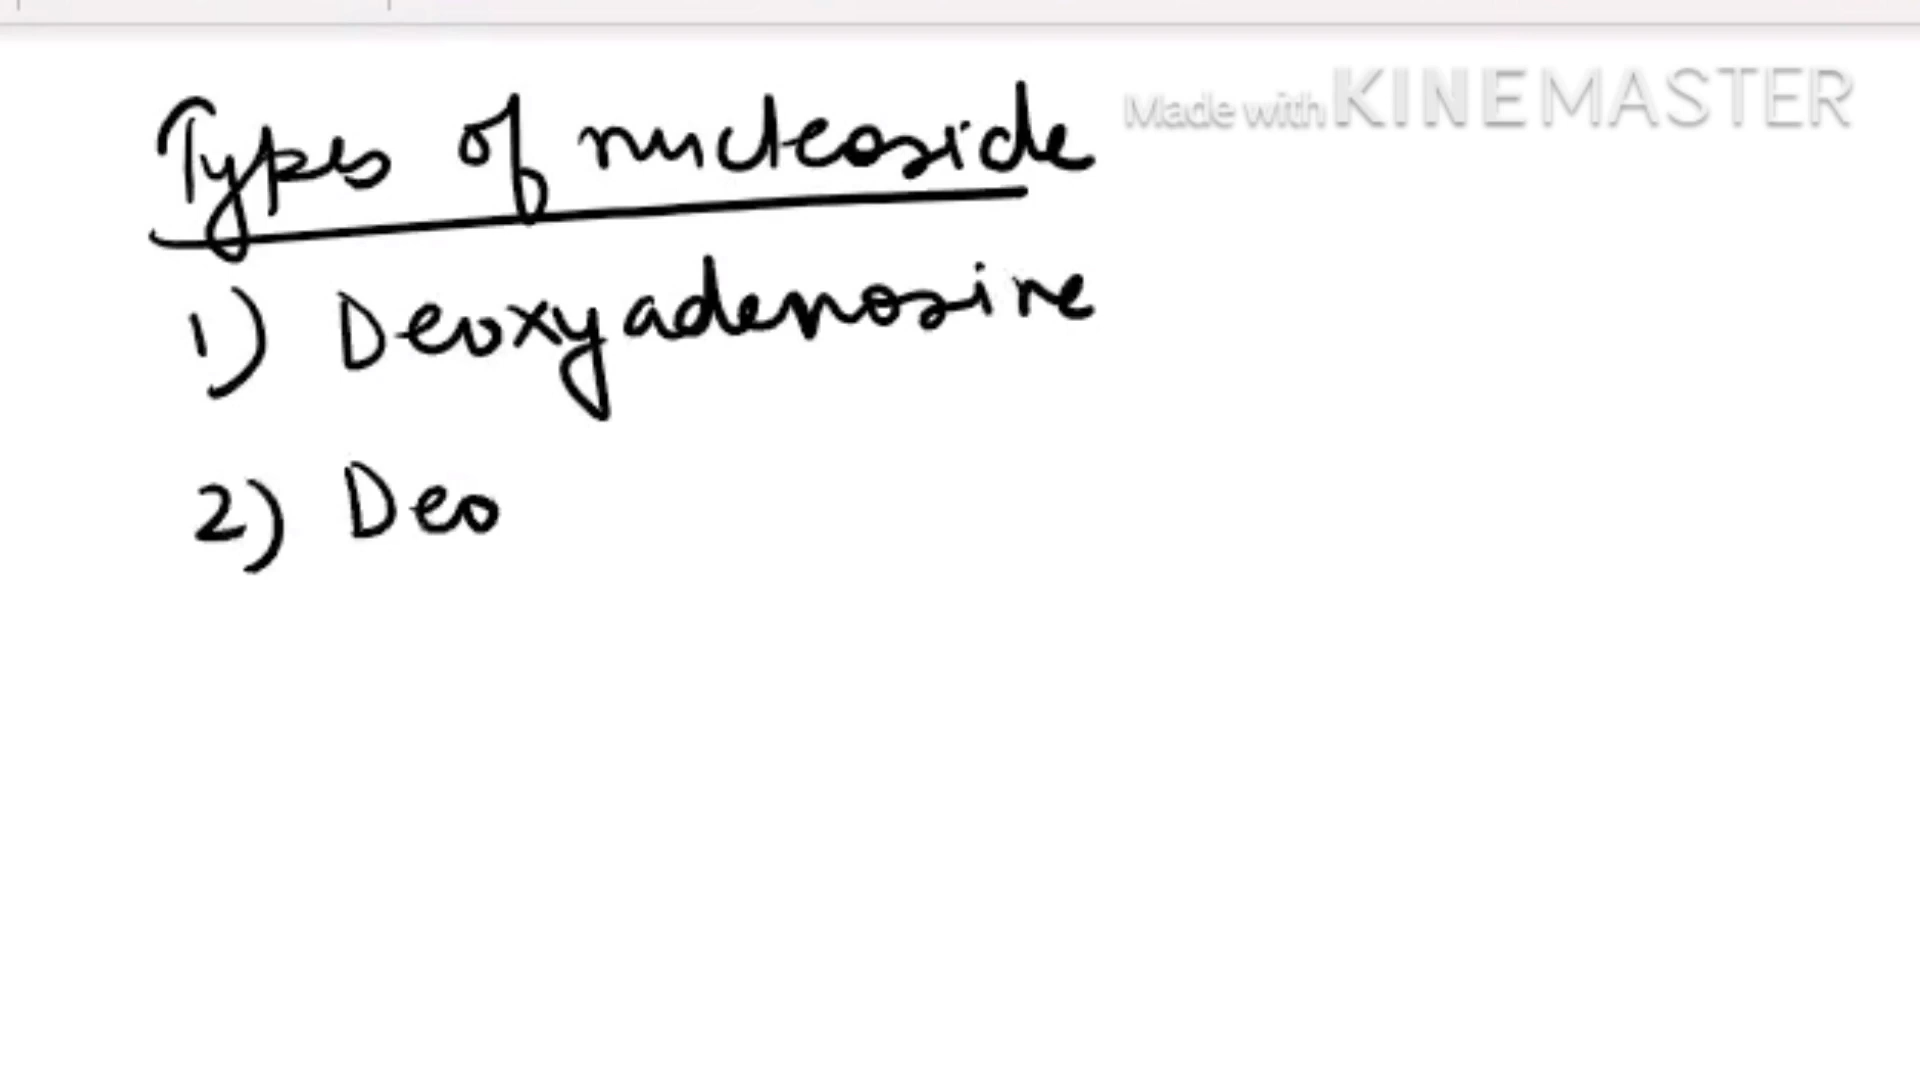 Types of nucleoside
Made with KINEMASTER
1) Deoxyadenosine
2) Deo